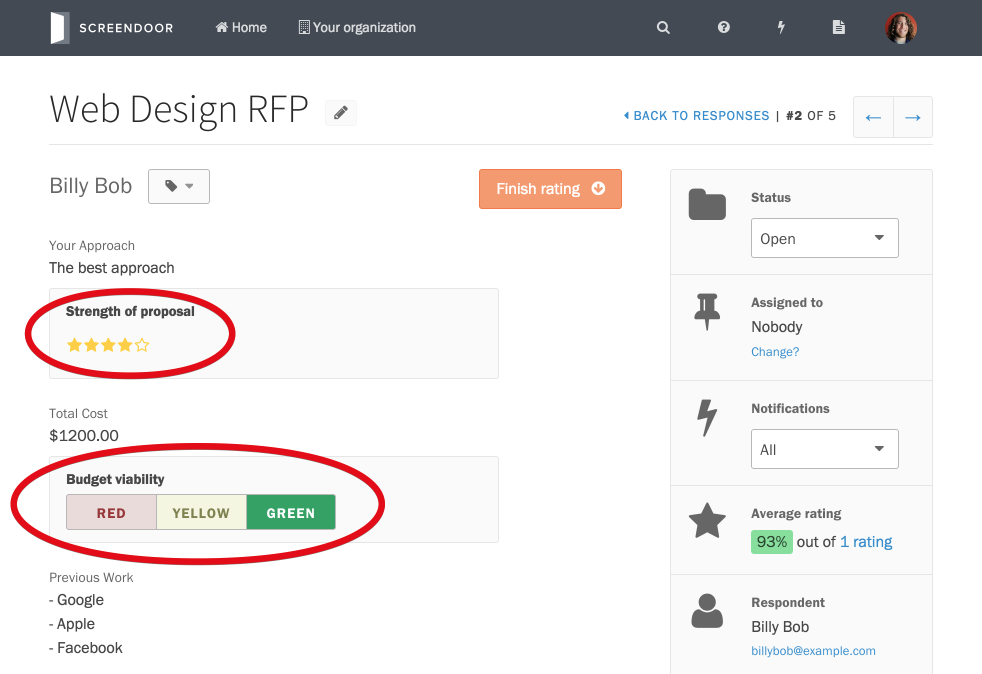 SCREENDOOR
Home
Your organization
Web Design RFP
BACK TO RESPONSES | #2 OF 5
Billy Bob
Finish rating
Your Approach
The best approach
Strength of proposal
Total Cost
$1200.00
Budget viability
RED YELLOW GREEN
Previous Work
- Google
- Apple
- Facebook
Status
Open
Assigned to
Nobody
Change?
Notifications
All
Average rating
93% out of 1 rating
Respondent
Billy Bob
billybob@example.com